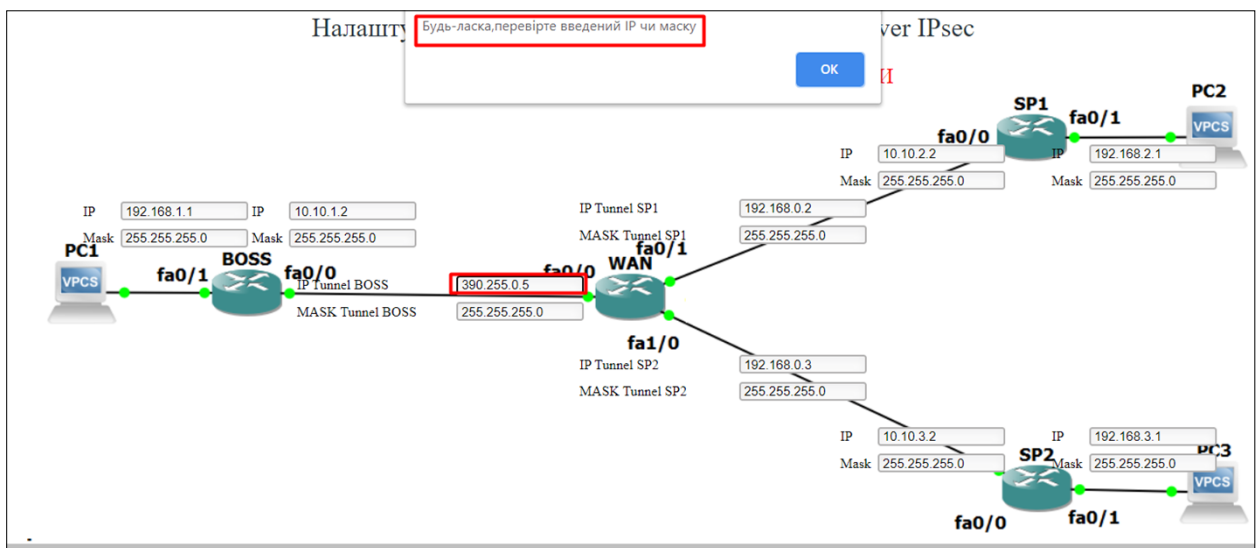 Налашту
Будь-ласка,перевірте введений IP чи маску
ver IPsec
OK
И
PC2
SP1
fa0/1
VPCS
fa0/0
IP 10.10.2.2
IP 192.168.2.1
Mask 255.255.255.0
Mask 255.255.255.0
IP 192.168.1.1
IP 10.10.1.2
IP Tunnel SP1 192.168.0.2
Mask 255.255.255.0
Mask 255.255.255.0
MASK Tunnel SP1 255.255.255.0
PC1
fa0/1
BOSS
WAN
VPCS
fa0/1
fa0/0
fa0/0
IP Tunnel BOSS 390.255.0.5
MASK Tunnel BOSS 255.255.255.0
fa1/0
IP Tunnel SP2 192.168.0.3
MASK Tunnel SP2 255.255.255.0
IP 10.10.3.2
IP 192.168.3.1
SP2
PC3
Mask 255.255.255.0
Mask 255.255.255.0
VPCS
fa0/0
fa0/1